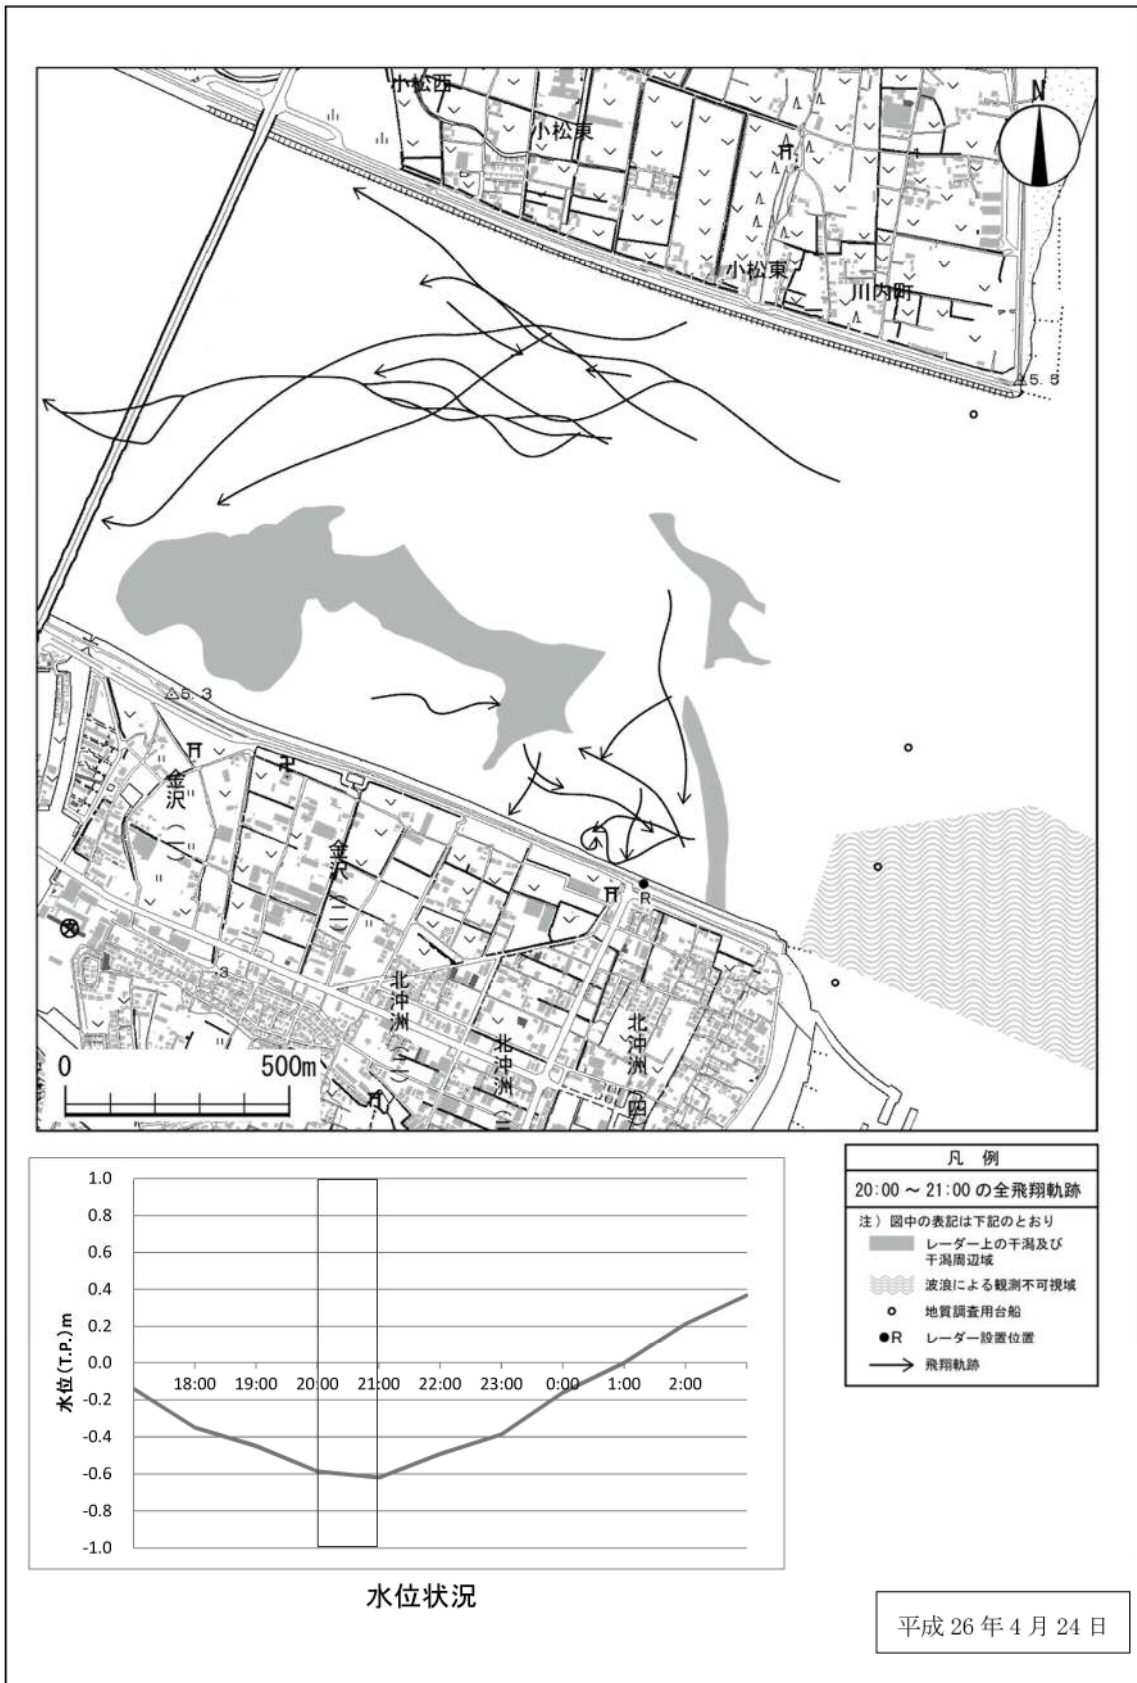 小松西
小松東
N
小松東
川内町
5.5
5.3
金沢(一)
金沢(二)
R
3
北沖洲(二)
北沖洲(三
北沖洲(四)
0 500m
凡 例
20:00 ～ 21:00 の全飛翔軌跡
注）図中の表記は下記のとおり
レーダー上の干潟及び
干潟周辺域
波浪による観測不可視域
地質調査用台船
●R レーダー設置位置
飛翔軌跡
水位(T.P.)m
1.0
0.8
0.6
0.4
0.2
0.0
-0.2
-0.4
-0.6
-0.8
-1.0
18:00 19:00 20:00 21:00 22:00 23:00 0:00 1:00 2:00
水位状況
平成 26 年 4 月 24 日